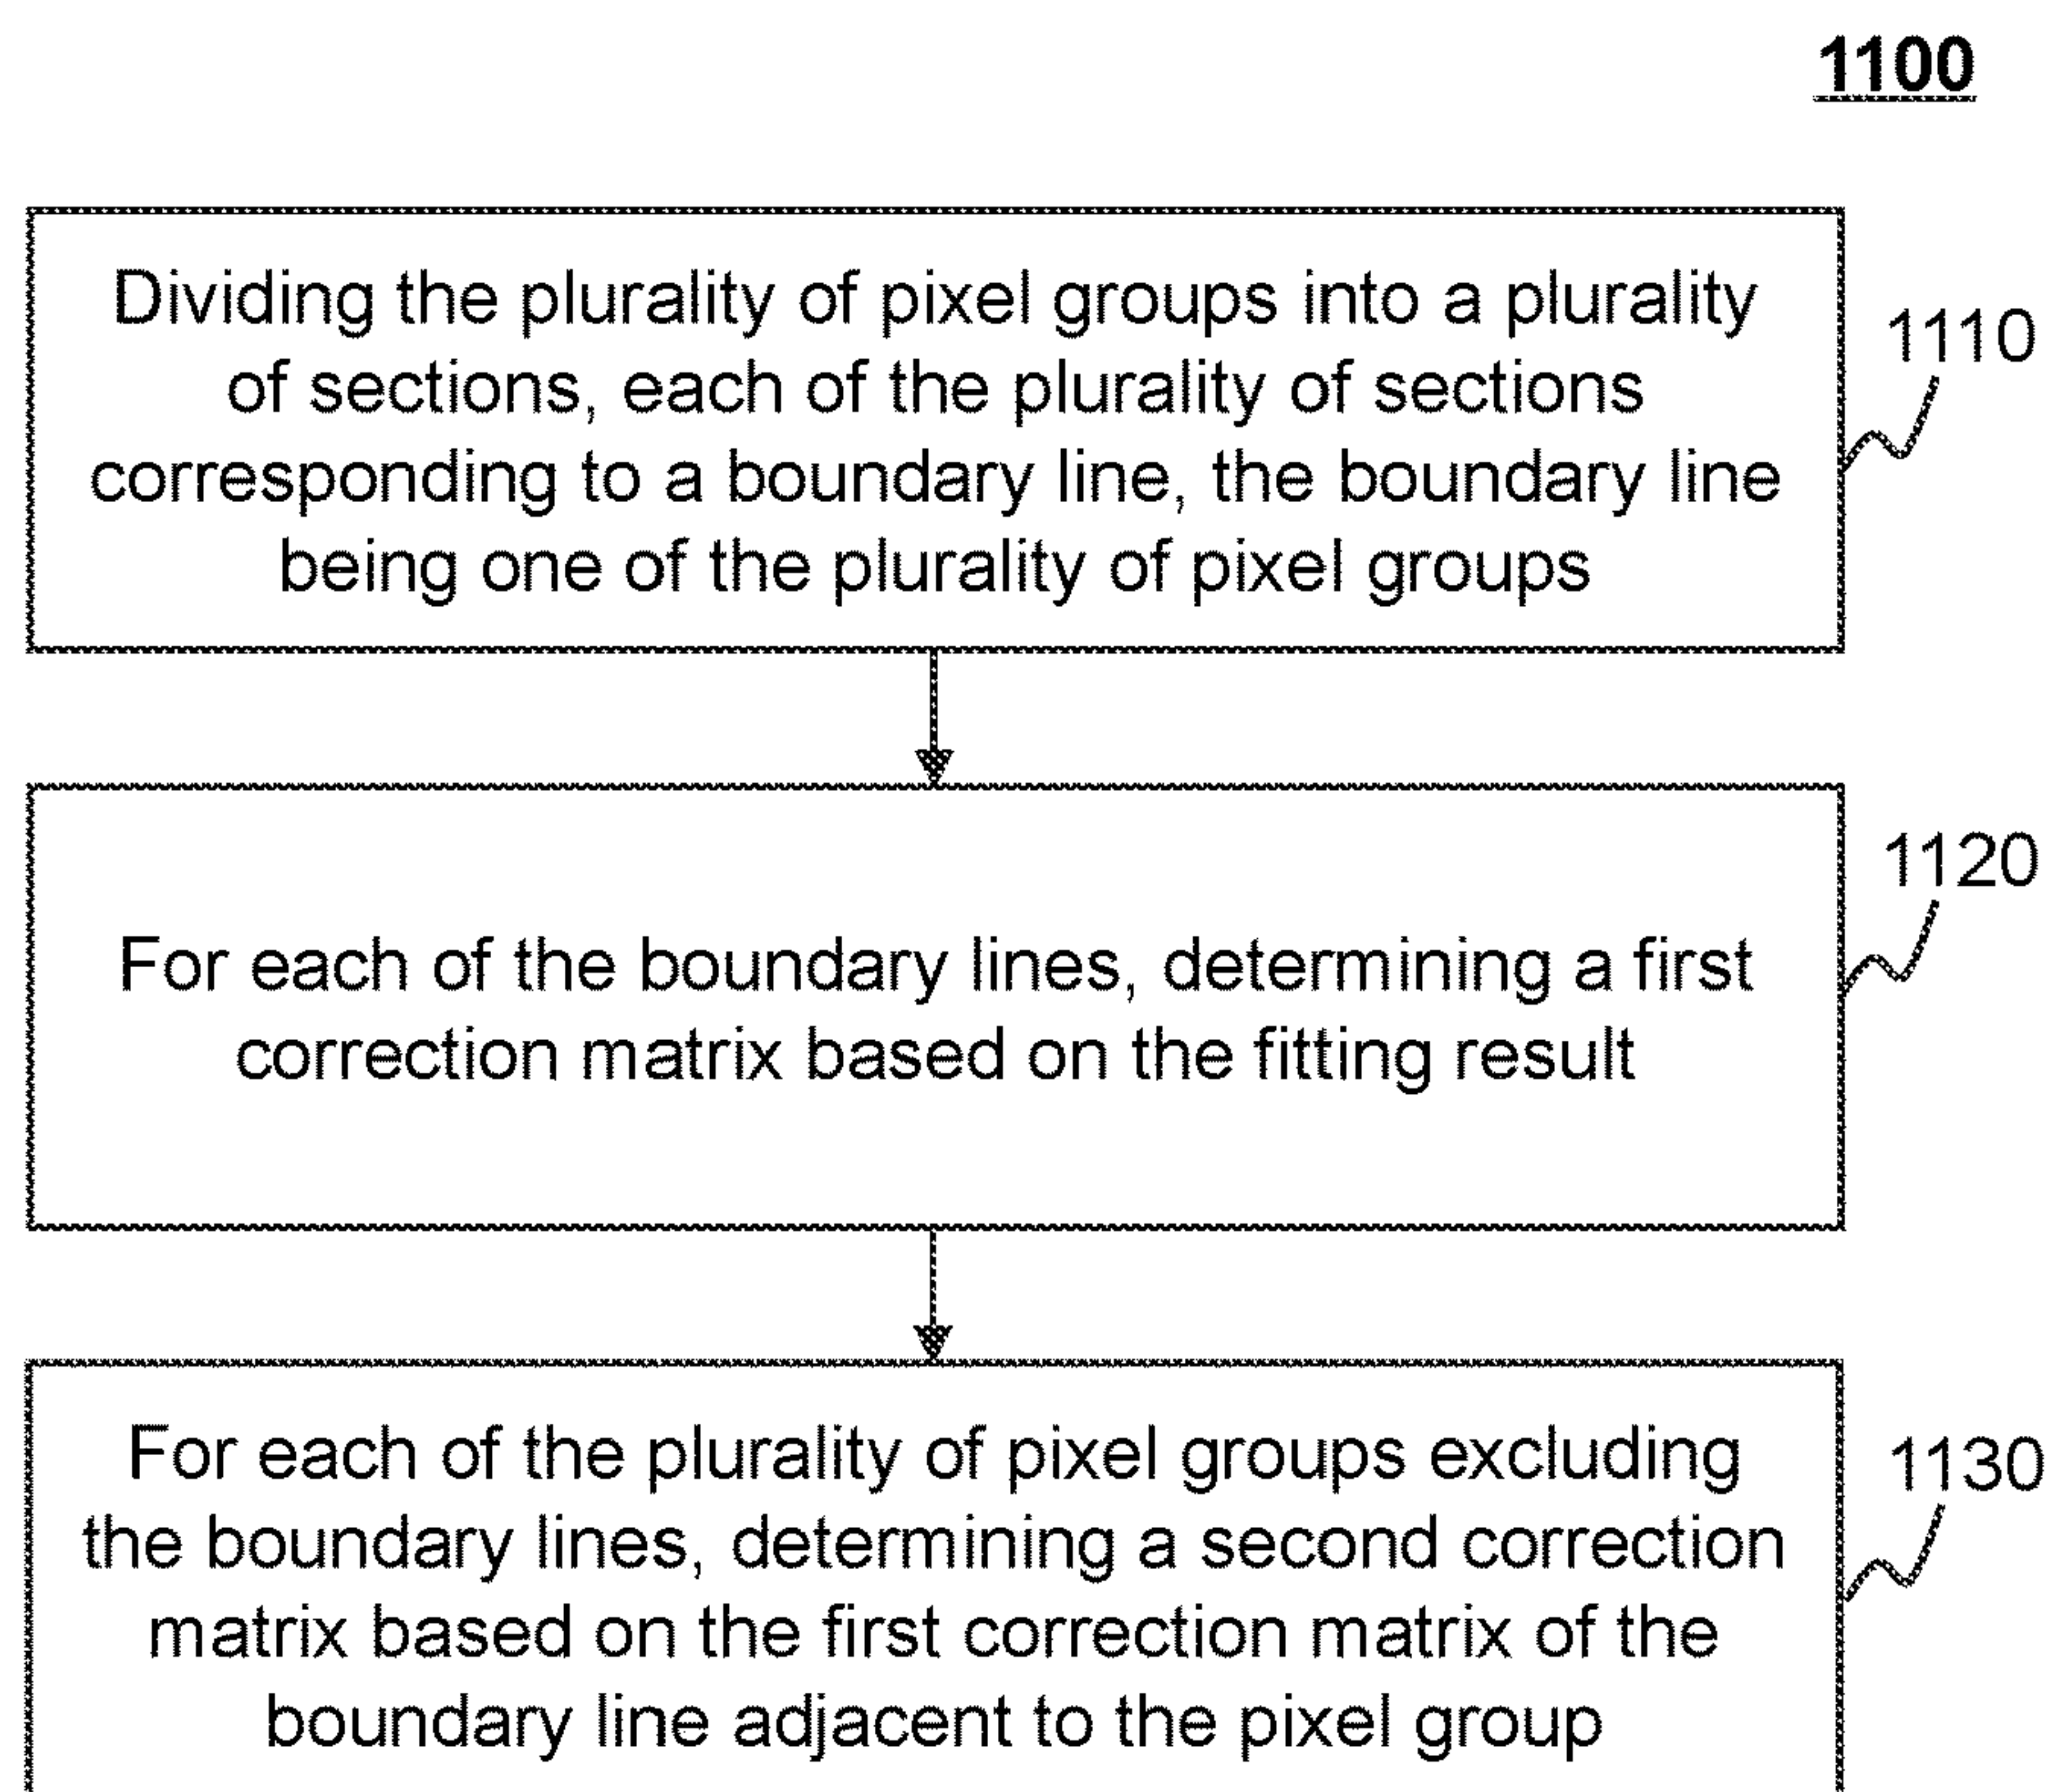 1100
Dividing the plurality of pixel groups into a plurality
of sections, each of the plurality of sections
corresponding to a boundary line, the boundary line
being one of the plurality of pixel groups
1110
For each of the boundary lines, determining a first
correction matrix based on the fitting result
1120
For each of the plurality of pixel groups excluding
the boundary lines, determining a second correction
matrix based on the first correction matrix of the
boundary line adjacent to the pixel group
1130